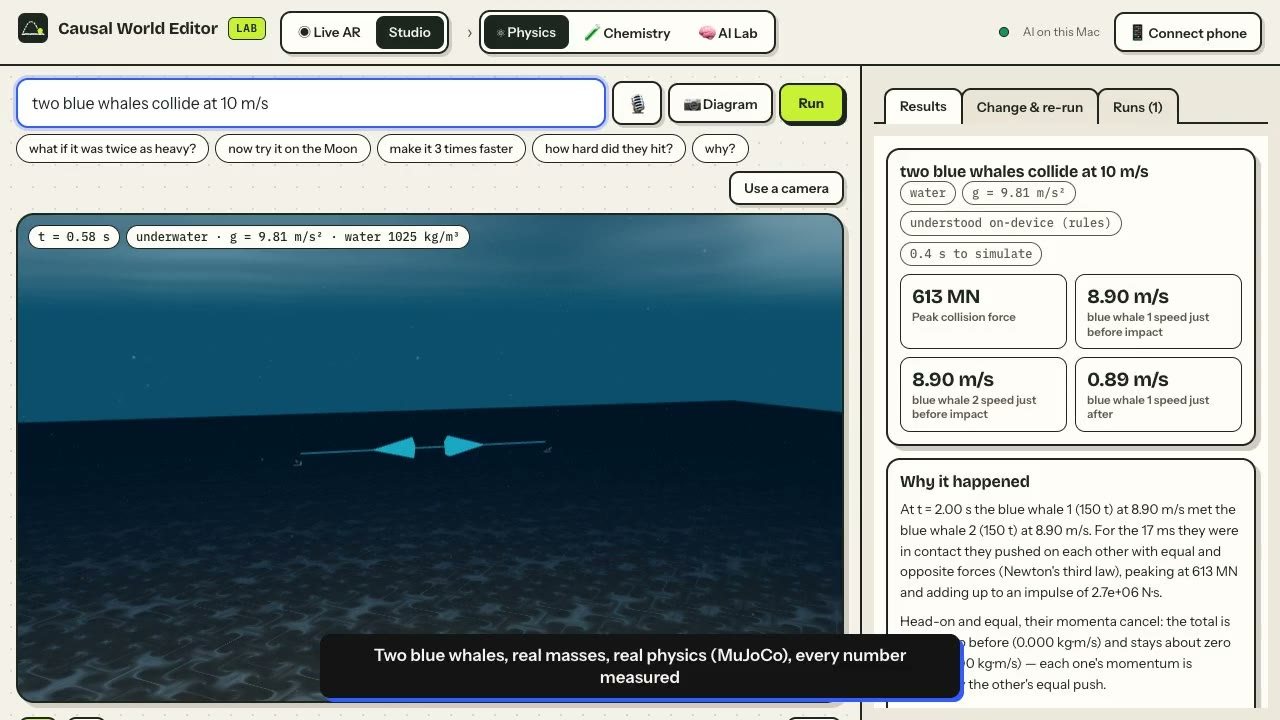 Causal World Editor
LAB
Live AR
Studio
›
Physics
Chemistry
AI Lab
AI on this Mac
Connect phone
two blue whales collide at 10 m/s
Diagram
Run
what if it was twice as heavy?
now try it on the Moon
make it 3 times faster
how hard did they hit?
why?
Use a camera
t = 0.58 s
underwater · g = 9.81 m/s² · water 1025 kg/m³
Results
Change & re-run
Runs (1)
two blue whales collide at 10 m/s
water
g = 9.81 m/s²
understood on-device (rules)
0.4 s to simulate
613 MN
Peak collision force
8.90 m/s
blue whale 1 speed just
before impact
8.90 m/s
blue whale 2 speed just
before impact
0.89 m/s
blue whale 1 speed just
after
Why it happened
At t = 2.00 s the blue whale 1 (150 t) at 8.90 m/s met the
blue whale 2 (150 t) at 8.90 m/s. For the 17 ms they were
in contact they pushed on each other with equal and
opposite forces (Newton's third law), peaking at 613 MN
and adding up to an impulse of 2.7e+06 N·s.
Head-on and equal, their momenta cancel: the total is
before (0.000 kg·m/s) and stays about zero
kg·m/s) — each one's momentum is
the other's equal push.
Two blue whales, real masses, real physics (MuJoCo), every number
measured